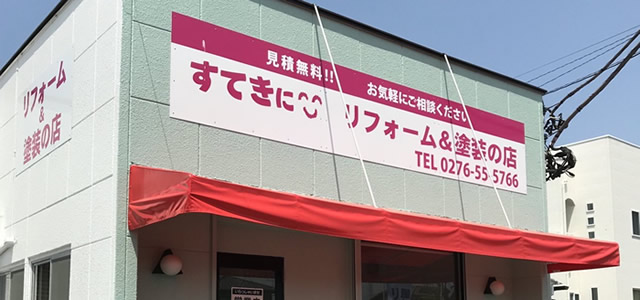 リフォーム
&
塗装の店
見積無料!! お気軽にご相談ください
すてきに リフォーム&塗装の店
TEL 0276-55-5766